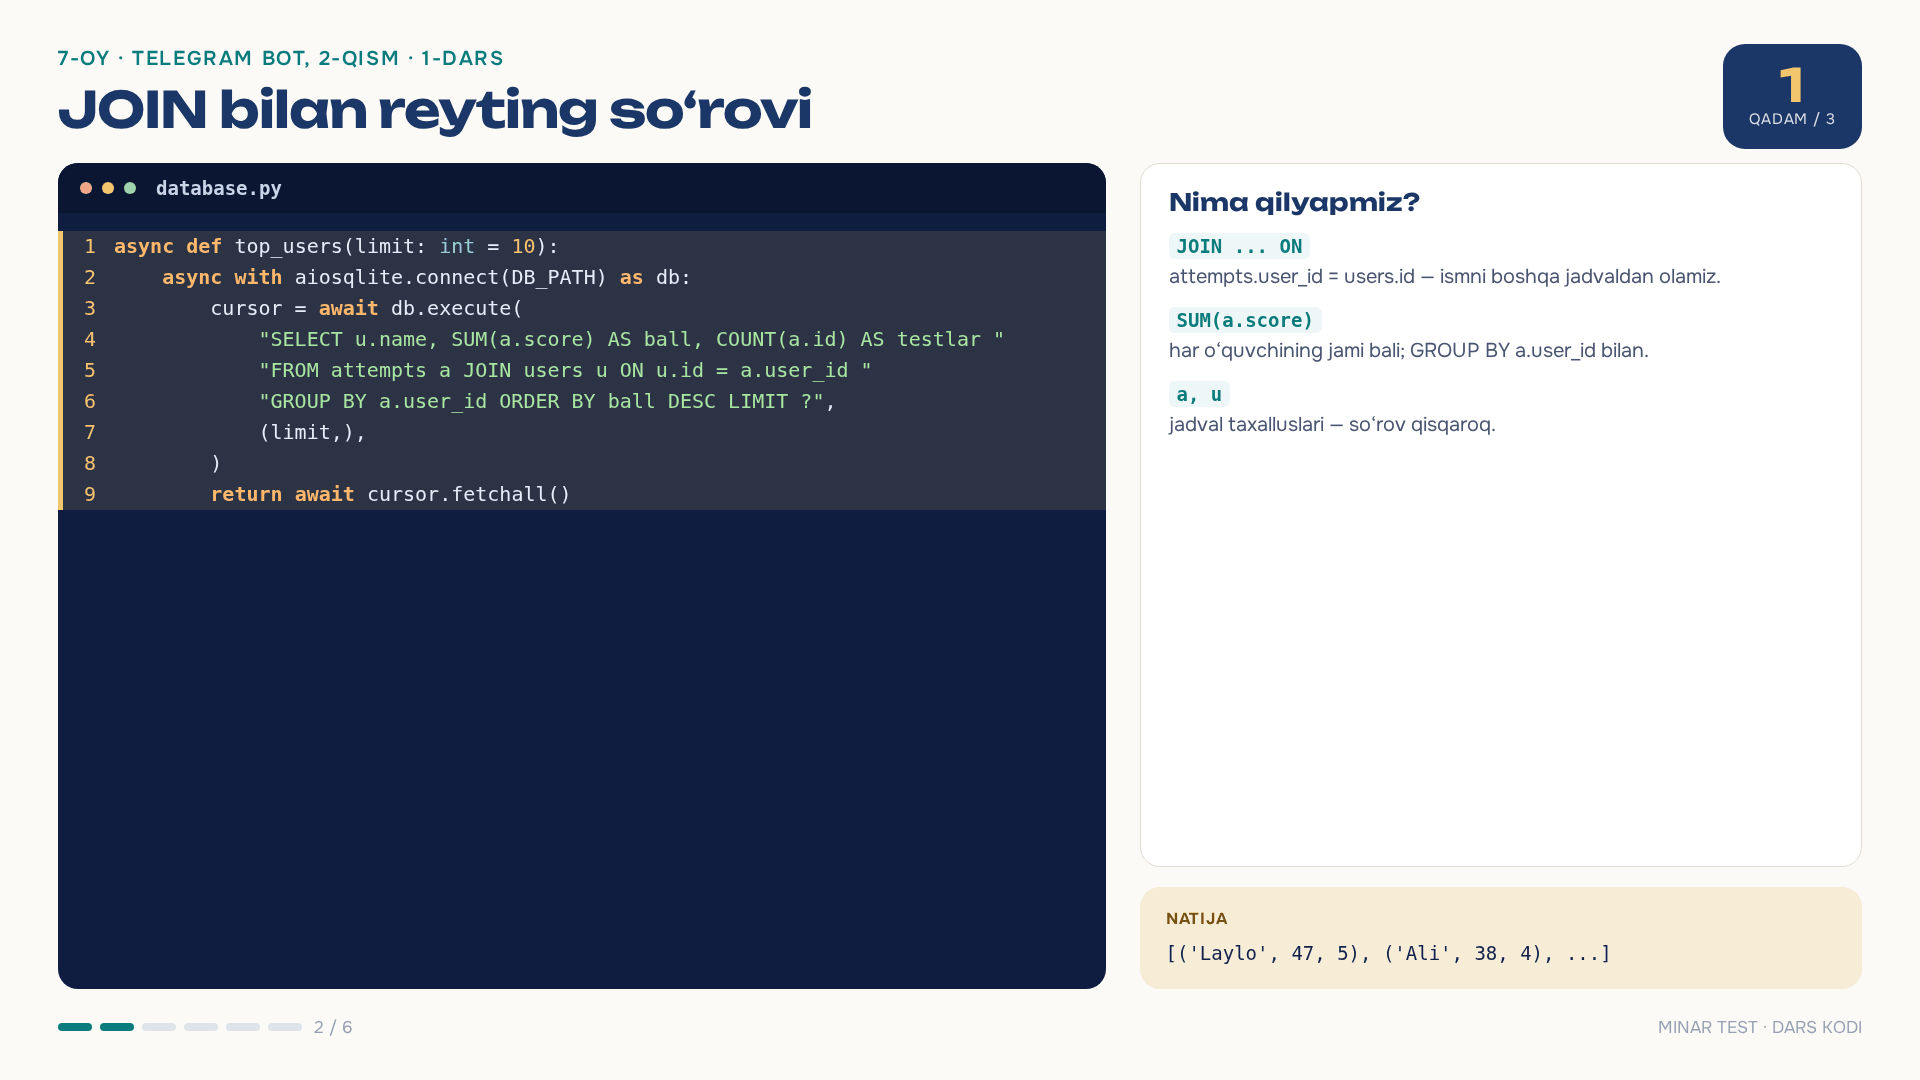 7-OY · TELEGRAM BOT, 2-QISM · 1-DARS
JOIN bilan reyting so‘rovi
1
QADAM / 3
database.py
1 async def top_users(limit: int = 10):
2     async with aiosqlite.connect(DB_PATH) as db:
3         cursor = await db.execute(
4             "SELECT u.name, SUM(a.score) AS ball, COUNT(a.id) AS testlar "
5             "FROM attempts a JOIN users u ON u.id = a.user_id "
6             "GROUP BY a.user_id ORDER BY ball DESC LIMIT ?",
7             (limit,),
8         )
9         return await cursor.fetchall()
Nima qilyapmiz?
JOIN ... ON
attempts.user_id = users.id — ismni boshqa jadvaldan olamiz.
SUM(a.score)
har o‘quvchining jami bali; GROUP BY a.user_id bilan.
a, u
jadval taxalluslari — so‘rov qisqaroq.
NATIJA
[('Laylo', 47, 5), ('Ali', 38, 4), ...]
2 / 6
MINAR TEST · DARS KODI